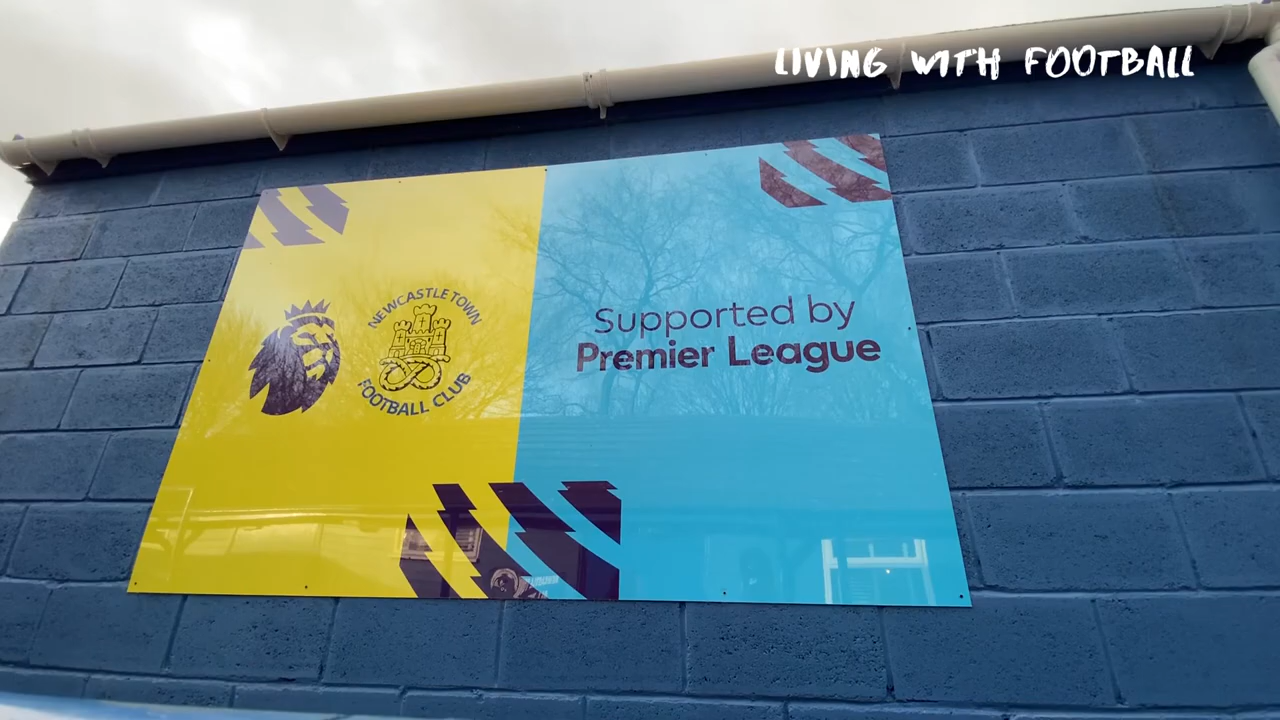 LIVING WITH FOOTBALL
NEWCASTLE TOWN
FOOTBALL CLUB
Supported by
Premier League